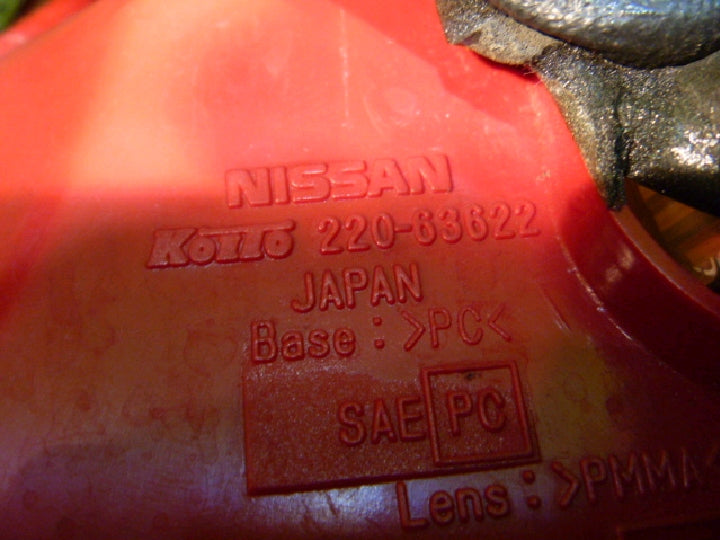 NISSAN
KOITO 220-63622
JAPAN
Base : >PC<
SAE PC
Lens : >PMMA<